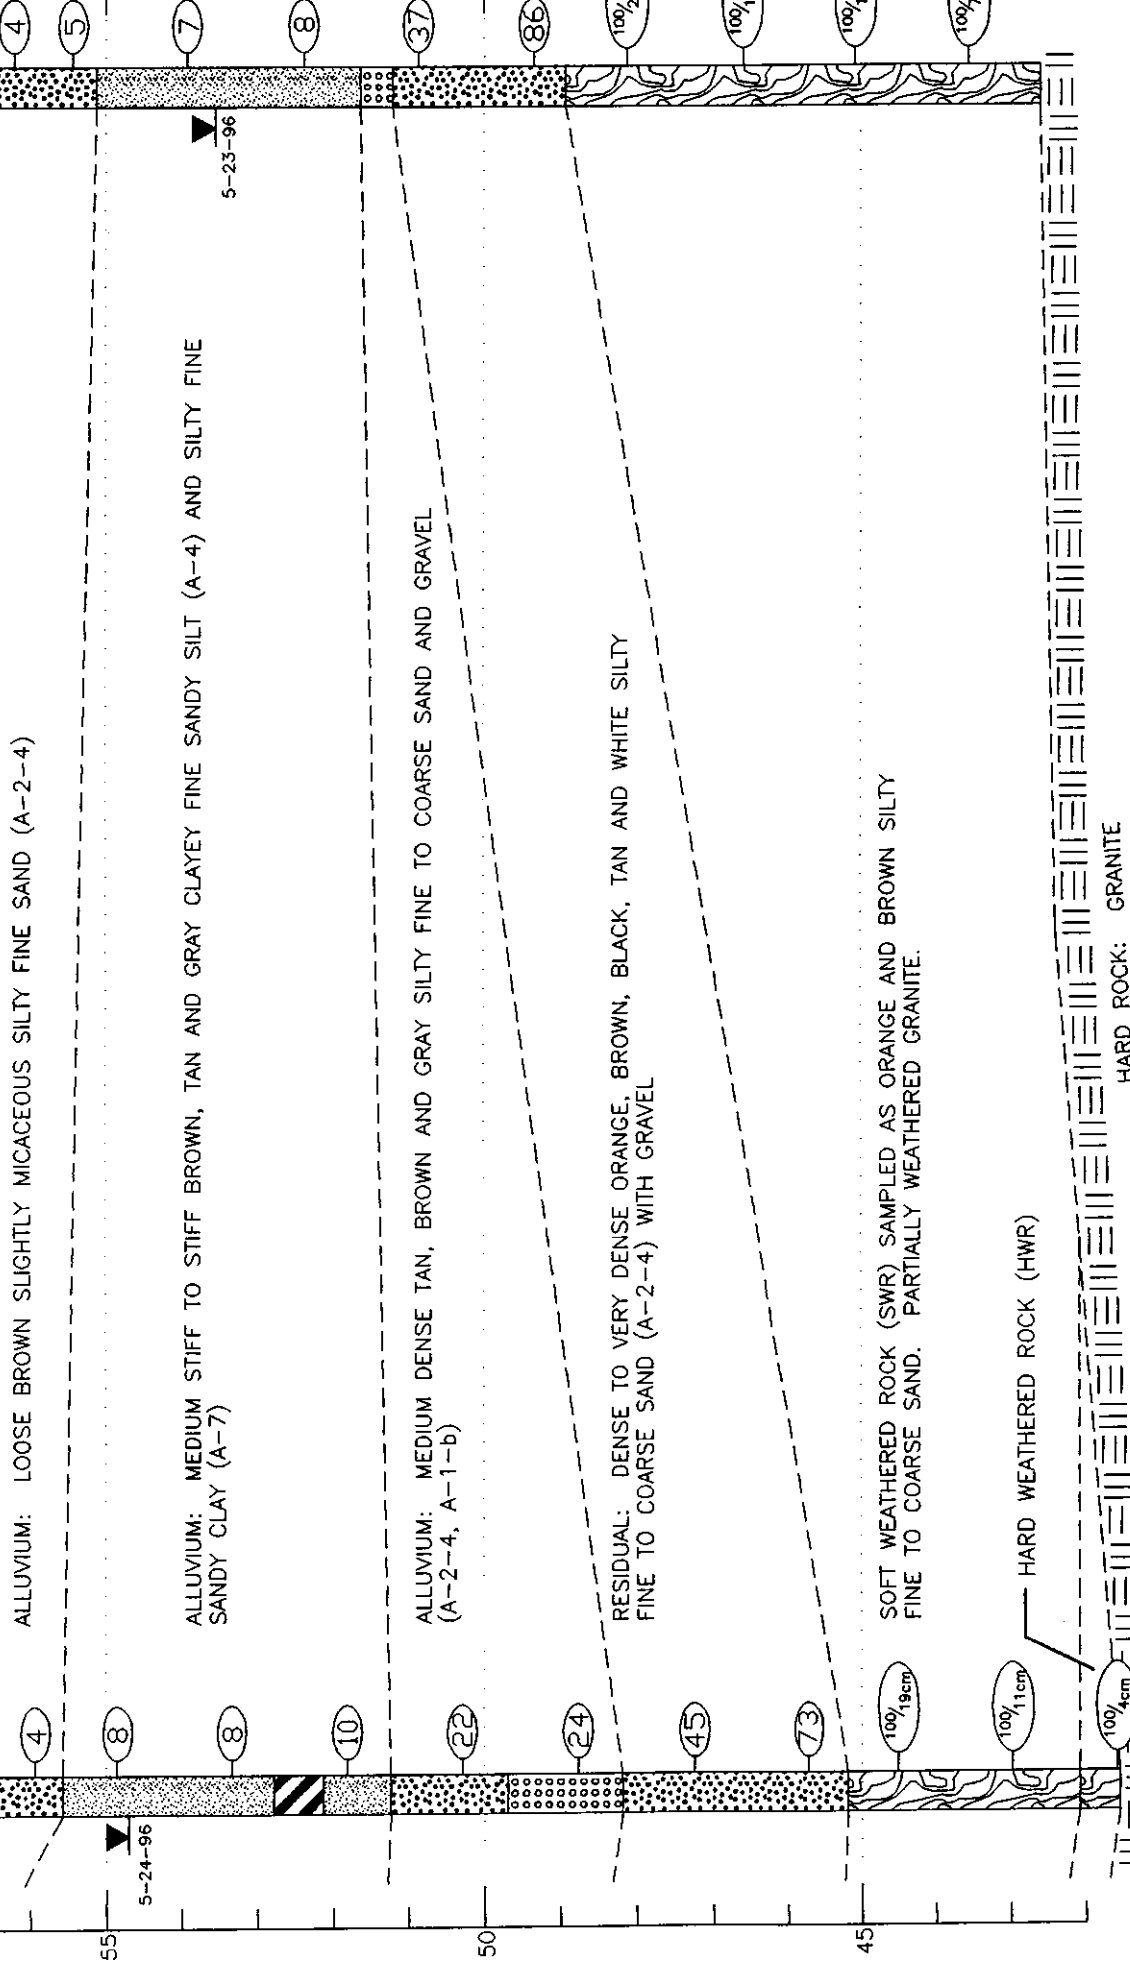 ALLUVIUM: LOOSE BROWN SLIGHTLY MICACEOUS SILTY FINE SAND (A-2-4)
4
4
5
55
8
7
5-24-96
5-23-96
ALLUVIUM: MEDIUM STIFF TO STIFF BROWN, TAN AND GRAY CLAYEY FINE SANDY SILT (A-4) AND SILTY FINE
SANDY CLAY (A-7)
8
8
10
37
ALLUVIUM: MEDIUM DENSE TAN, BROWN AND GRAY SILTY FINE TO COARSE SAND AND GRAVEL
(A-2-4, A-1-b)
22
50
86
24
RESIDUAL: DENSE TO VERY DENSE ORANGE, BROWN, BLACK, TAN AND WHITE SILTY
FINE TO COARSE SAND (A-2-4) WITH GRAVEL
45
73
45
SOFT WEATHERED ROCK (SWR) SAMPLED AS ORANGE AND BROWN SILTY
FINE TO COARSE SAND. PARTIALLY WEATHERED GRANITE.
100/19cm
100/11cm
HARD WEATHERED ROCK (HWR)
100/4cm
HARD ROCK: GRANITE